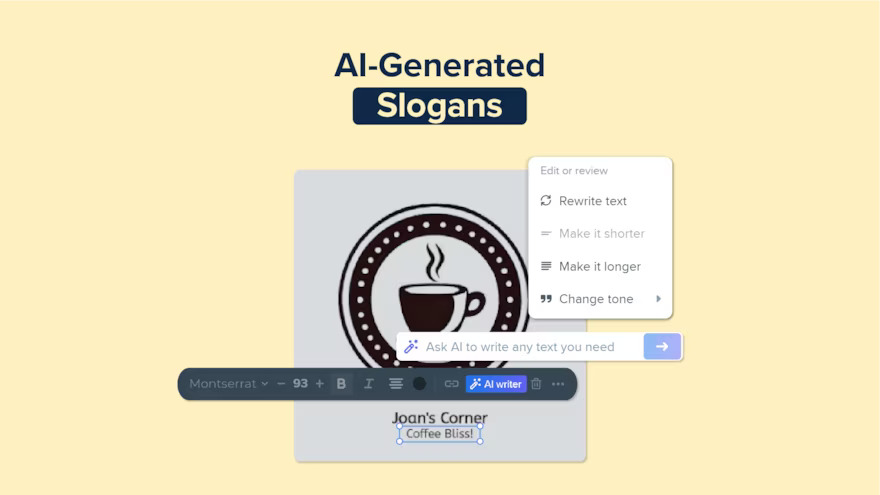 AI-Generated
Slogans
Edit or review
Rewrite text
Make it shorter
Make it longer
Change tone
Ask AI to write any text you need
Montserrat
93
B
I
AI writer
Joan's Corner
Coffee Bliss!